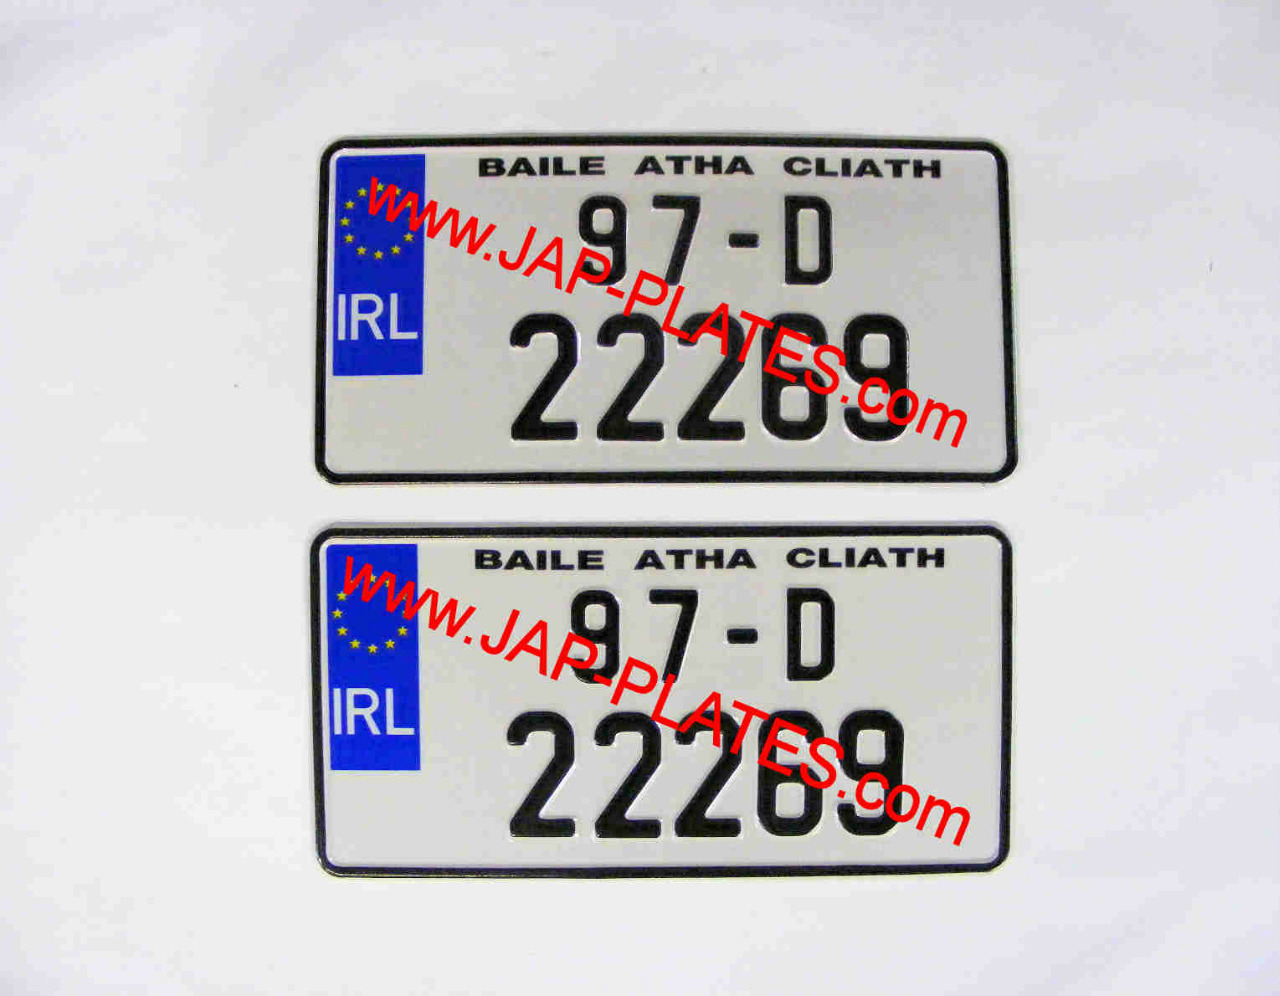 BAILE ATHA CLIATH
97-D
IRL
22269
www.JAP-PLATES.com
BAILE ATHA CLIATH
97-D
IRL
22269
www.JAP-PLATES.com